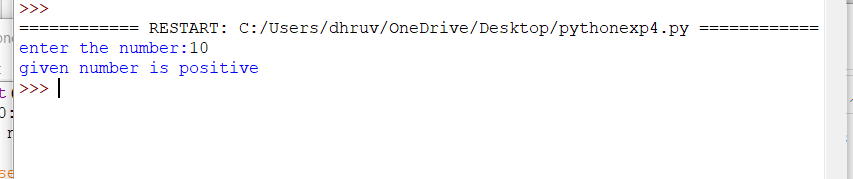 >>>
============ RESTART: C:/Users/dhruv/OneDrive/Desktop/pythonexp4.py ============
enter the number:10
given number is positive
>>>